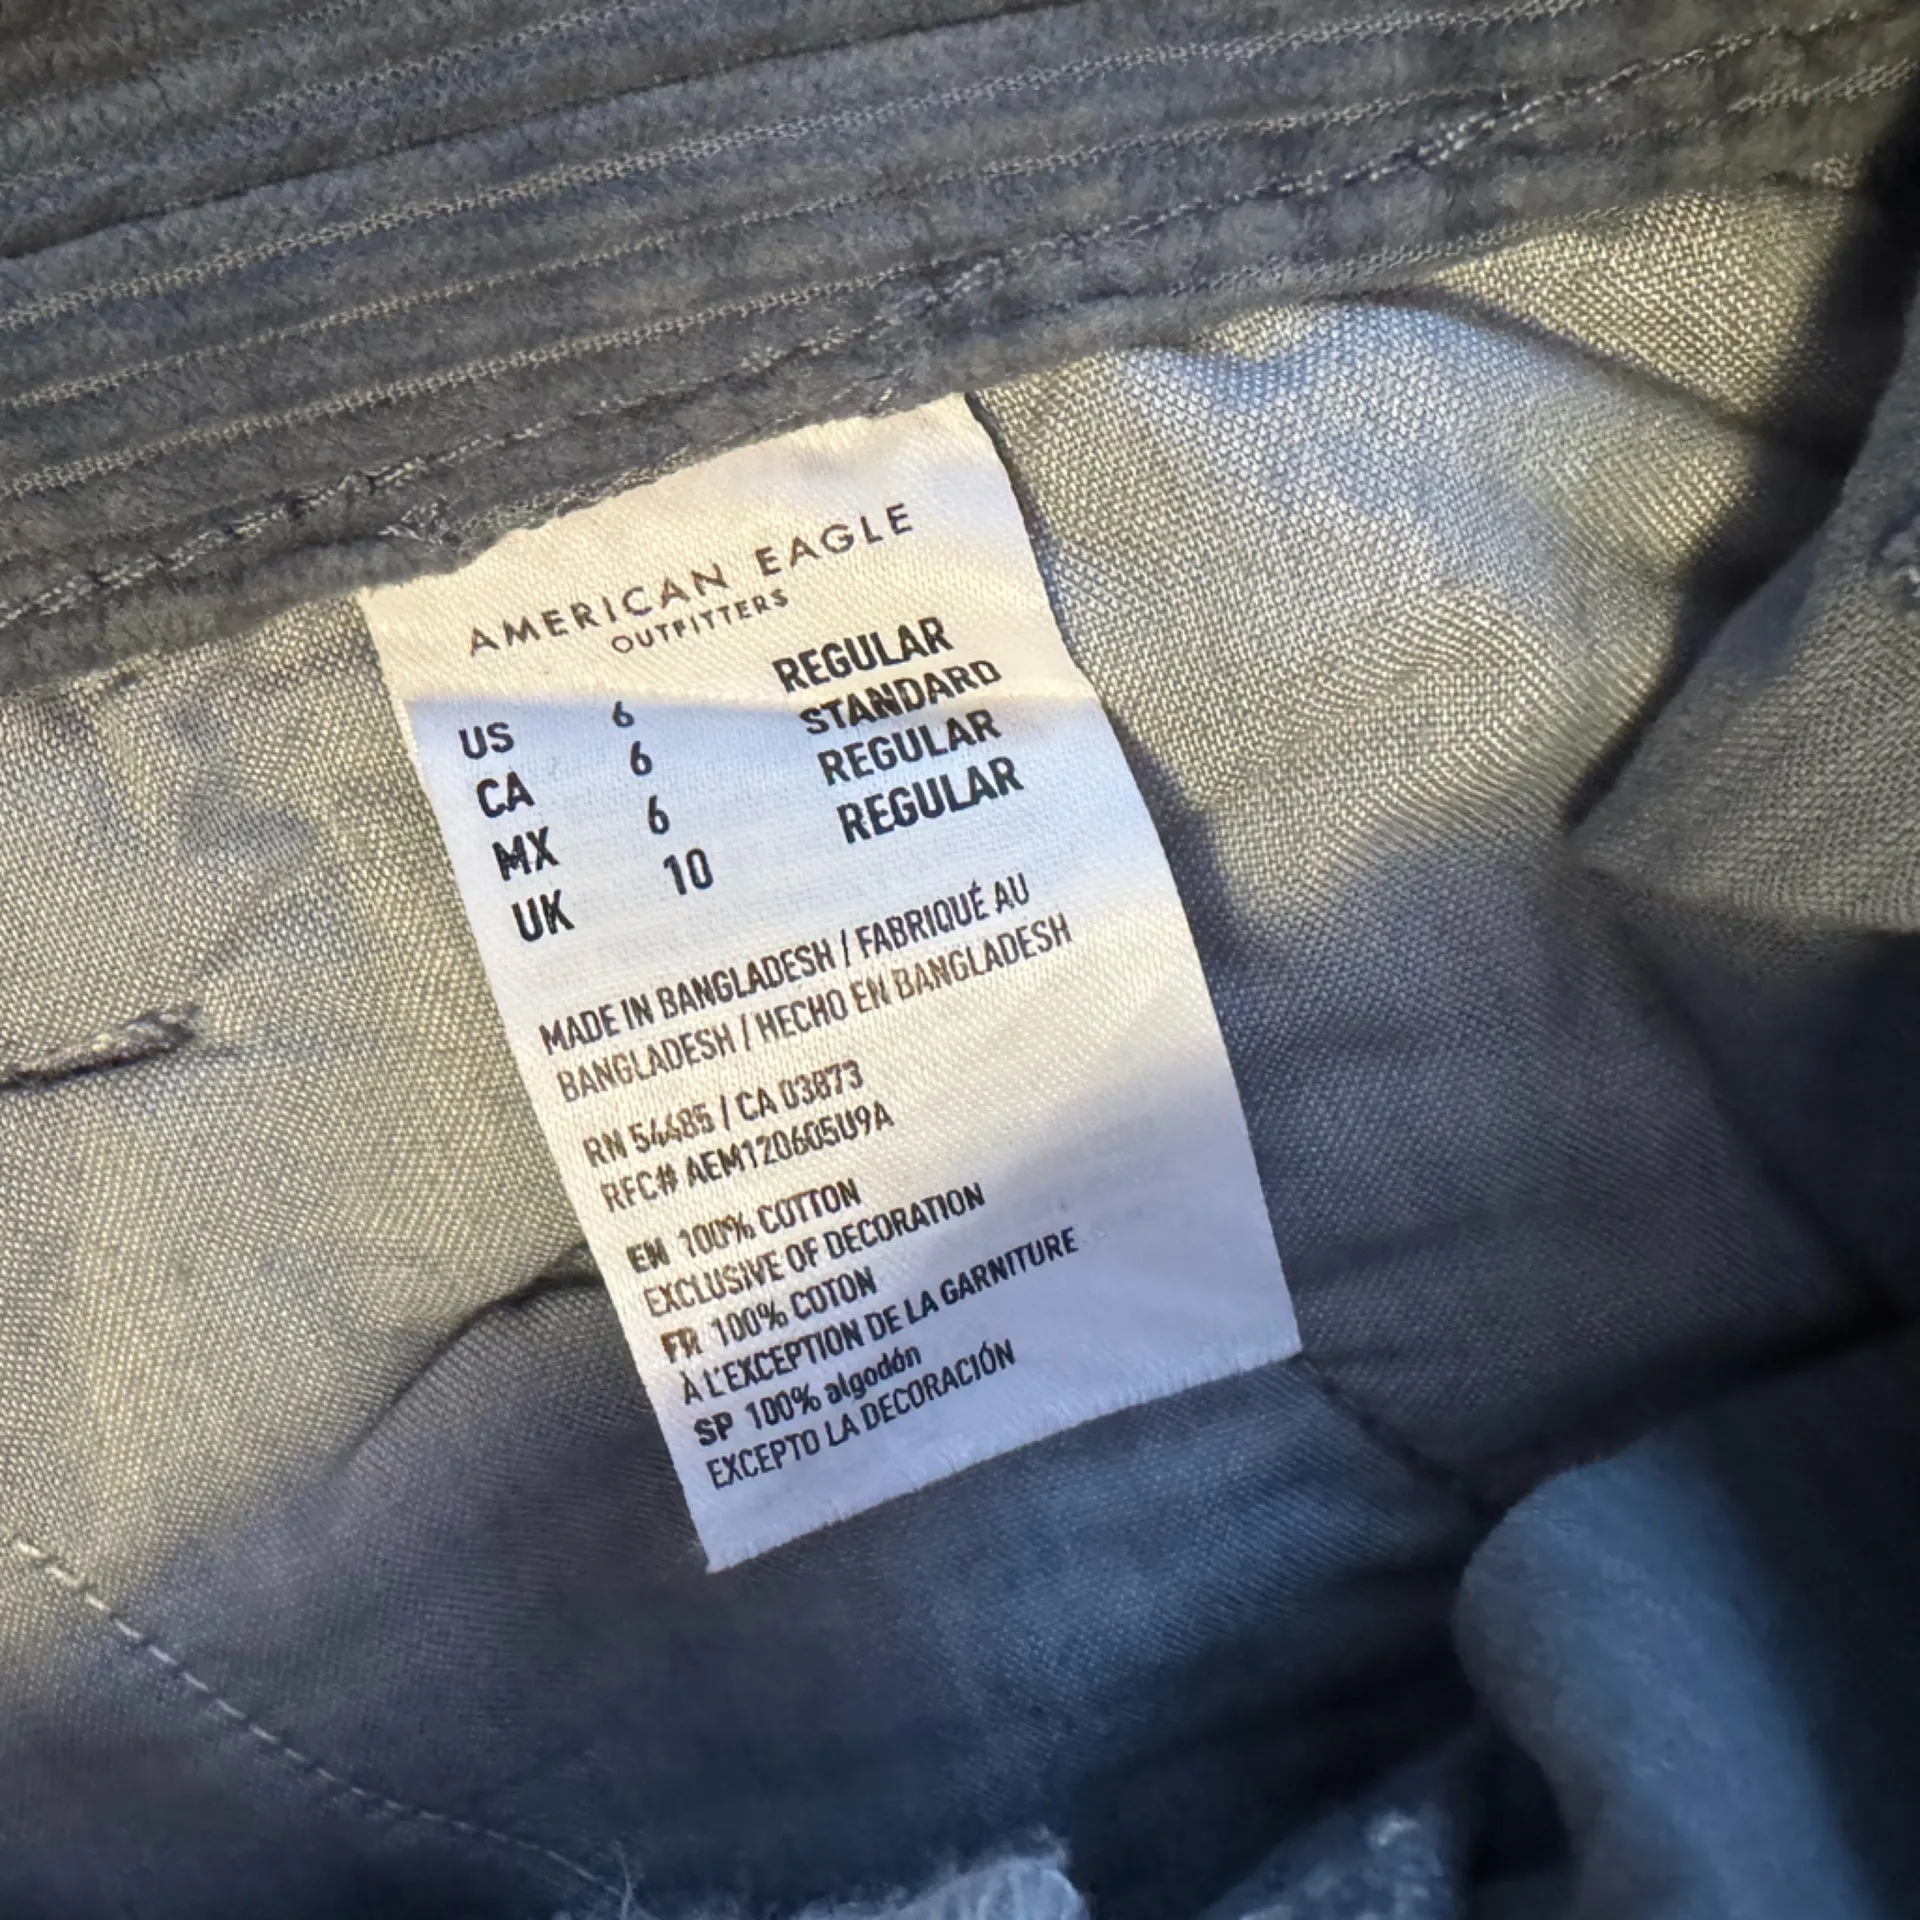 AMERICAN EAGLE
OUTFITTERS
US 6 REGULAR
CA 6 STANDARD
MX 6 REGULAR
UK 10 REGULAR
MADE IN BANGLADESH / FABRIQUÉ AU
BANGLADESH / HECHO EN BANGLADESH
RN 54485 / CA 03873
RFC# AEM120605U9A
EN 100% COTTON
EXCLUSIVE OF DECORATION
FR 100% COTON
À L'EXCEPTION DE LA GARNITURE
SP 100% algodón
EXCEPTO LA DECORACIÓN